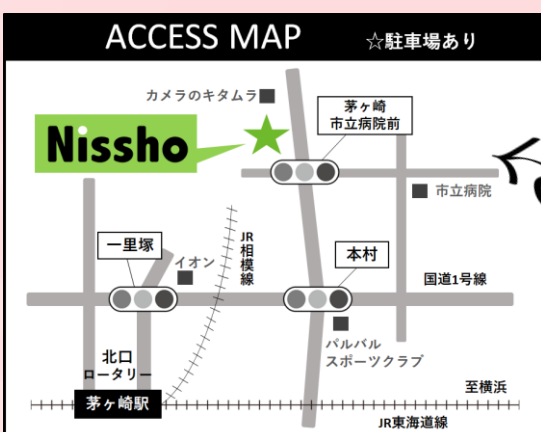 ACCESS MAP ☆駐車場あり
カメラのキタムラ
茅ヶ崎
市立病院前
Nissho
市立病院
一里塚
イオン
JR相模線
本村
国道1号線
パルバル
スポーツクラブ
北口
ロータリー
至横浜
茅ヶ崎駅
JR東海道線